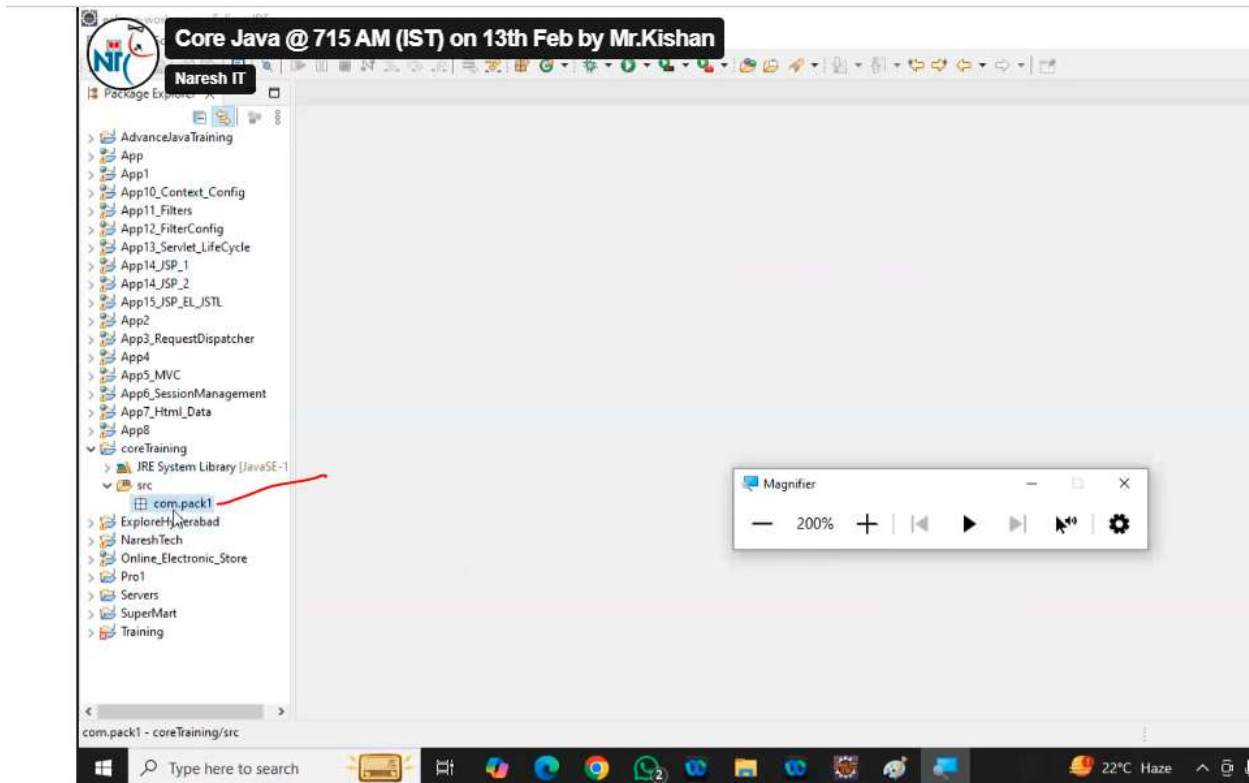 Core Java @ 715 AM (IST) on 13th Feb by Mr.Kishan
NIT
Naresh IT
Package Explorer
AdvanceJavaTraining
App
App1
App10_Context_Config
App11_Filters
App12_FilterConfig
App13_Servlet_LifeCycle
App14_JSP_1
App14_JSP_2
App15_JSP_EL_JSTL
App2
App3_RequestDispatcher
App4
App5_MVC
App6_SessionManagement
App7_Html_Data
App8
coreTraining
JRE System Library [JavaSE-1
src
com.pack1
ExploreHyderabad
NareshTech
Online_Electronic_Store
Pro1
Servers
SuperMart
Training
Magnifier
200%
com.pack1 - coreTraining/src
Type here to search
2
22°C Haze